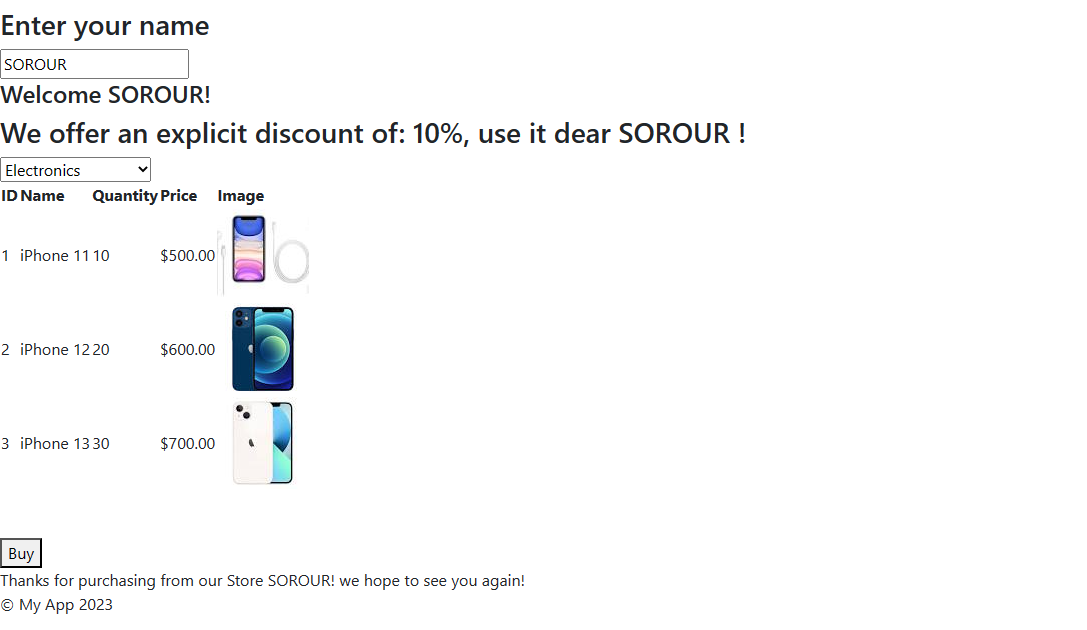 Enter your name
SOROUR
Welcome SOROUR!
We offer an explicit discount of: 10%, use it dear SOROUR !
Electronics
ID Name Quantity Price Image
1 iPhone 11 10 $500.00
2 iPhone 12 20 $600.00
3 iPhone 13 30 $700.00
Buy
Thanks for purchasing from our Store SOROUR! we hope to see you again!
© My App 2023